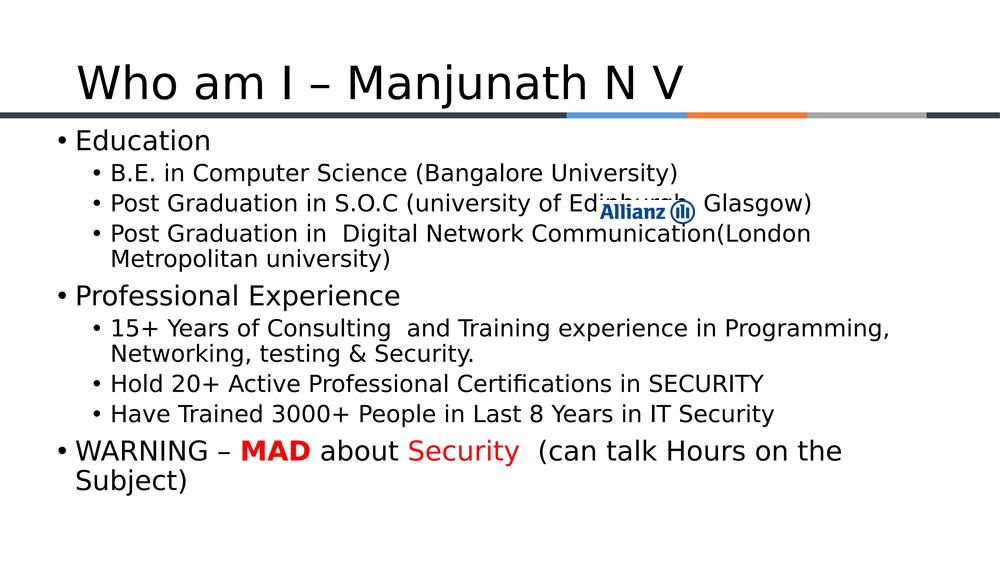 Who am I – Manjunath N V
• Education
• B.E. in Computer Science (Bangalore University)
• Post Graduation in S.O.C (university of Edinburgh, Glasgow)
Allianz
• Post Graduation in  Digital Network Communication(London
Metropolitan university)
• Professional Experience
• 15+ Years of Consulting  and Training experience in Programming,
Networking, testing & Security.
• Hold 20+ Active Professional Certifications in SECURITY
• Have Trained 3000+ People in Last 8 Years in IT Security
• WARNING – MAD about Security  (can talk Hours on the
Subject)